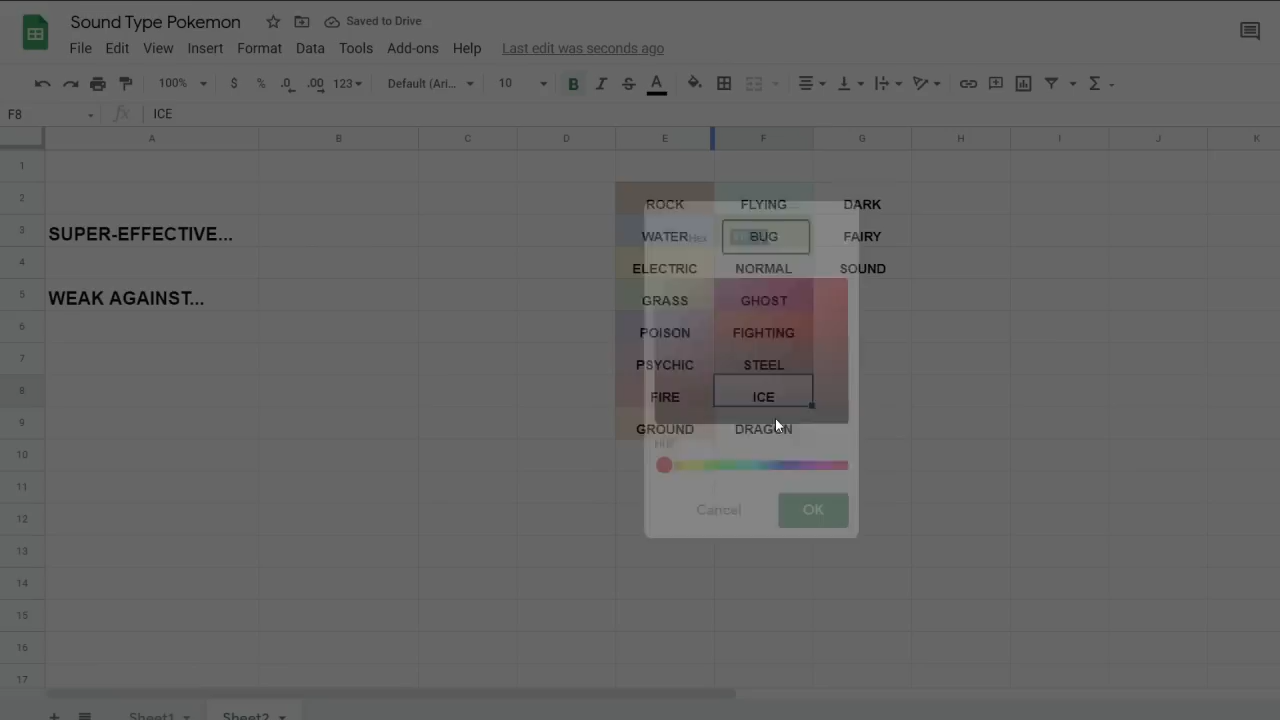 Sound Type Pokemon
Saved to Drive
File Edit View Insert Format Data Tools Add-ons Help Last edit was seconds ago
100% $ % .0 .00 123 Default (Ari... 10 B I S A
F8 fx ICE
A B C D E F G H I J K
1
2 ROCK FLYING DARK
3 SUPER-EFFECTIVE... WATER Hex BUG FAIRY
4 ELECTRIC NORMAL SOUND
5 WEAK AGAINST... GRASS GHOST
6 POISON FIGHTING
7 PSYCHIC STEEL
8 FIRE ICE
9 GROUND DRAGON
10
11
12 Cancel OK
13
14
15
16
17
Sheet1 Sheet2